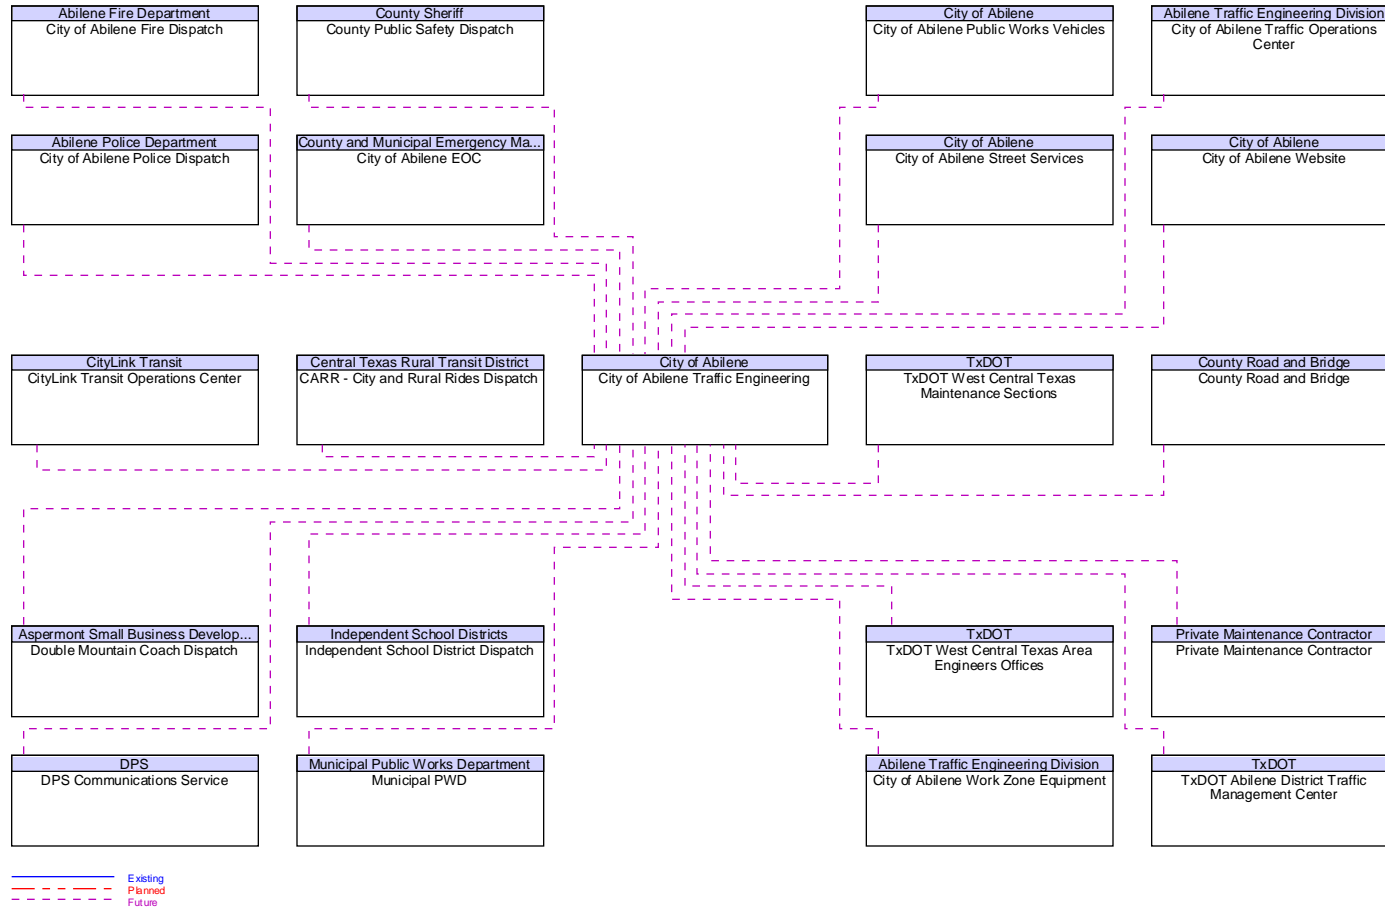 Abilene Fire Department
City of Abilene Fire Dispatch
County Sheriff
County Public Safety Dispatch
City of Abilene
City of Abilene Public Works Vehicles
Abilene Traffic Engineering Division
City of Abilene Traffic Operations
Center
Abilene Police Department
City of Abilene Police Dispatch
County and Municipal Emergency Ma...
City of Abilene EOC
City of Abilene
City of Abilene Street Services
City of Abilene
City of Abilene Website
CityLink Transit
CityLink Transit Operations Center
Central Texas Rural Transit District
CARR - City and Rural Rides Dispatch
City of Abilene
City of Abilene Traffic Engineering
TxDOT
TxDOT West Central Texas
Maintenance Sections
County Road and Bridge
County Road and Bridge
Aspermont Small Business Develop...
Double Mountain Coach Dispatch
Independent School Districts
Independent School District Dispatch
TxDOT
TxDOT West Central Texas Area
Engineers Offices
Private Maintenance Contractor
Private Maintenance Contractor
DPS
DPS Communications Service
Municipal Public Works Department
Municipal PWD
Abilene Traffic Engineering Division
City of Abilene Work Zone Equipment
TxDOT
TxDOT Abilene District Traffic
Management Center
Existing
Planned
Future